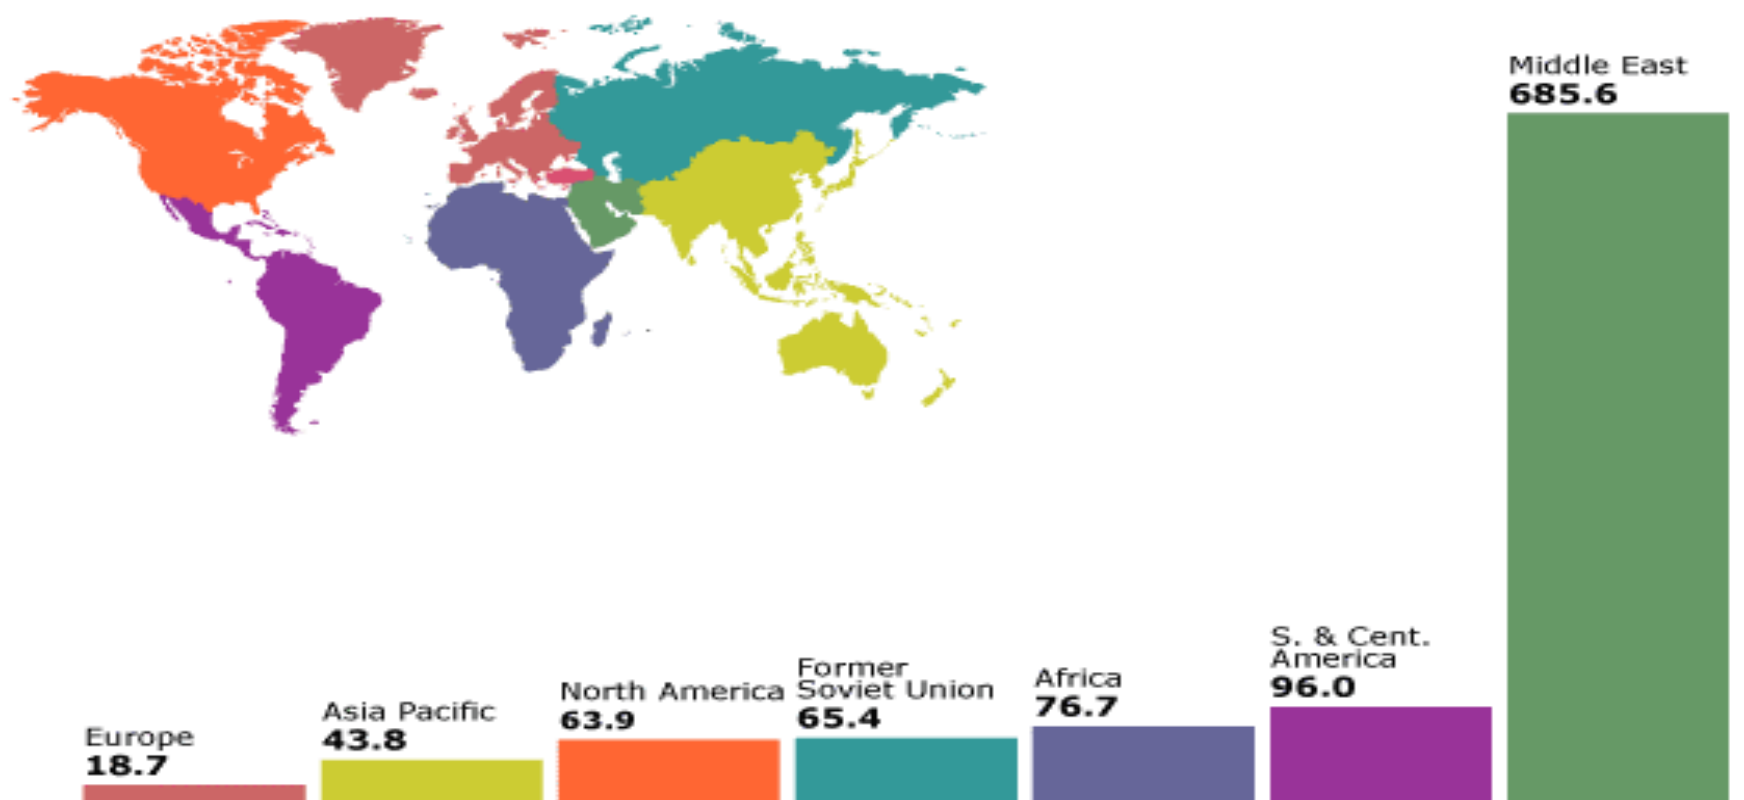 Europe
18.7
Asia Pacific
43.8
North America
63.9
Former
Soviet Union
65.4
Africa
76.7
S. & Cent.
America
96.0
Middle East
685.6